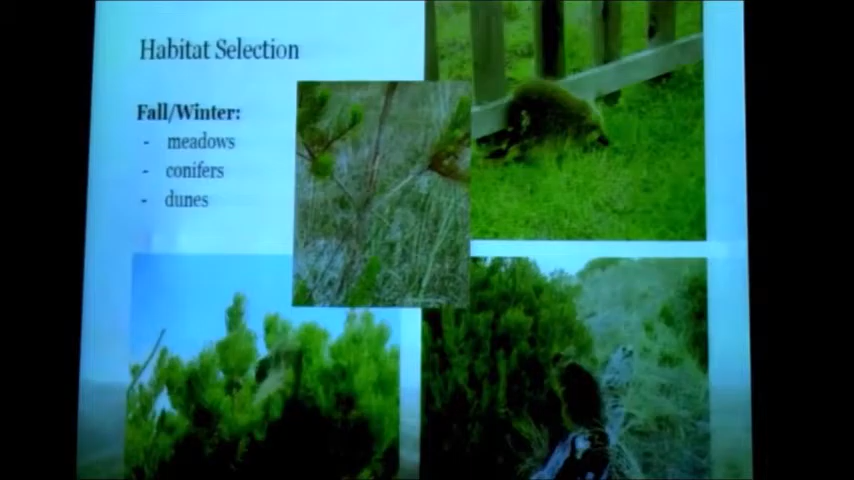 Habitat Selection
Fall/Winter:
- meadows
- conifers
- dunes